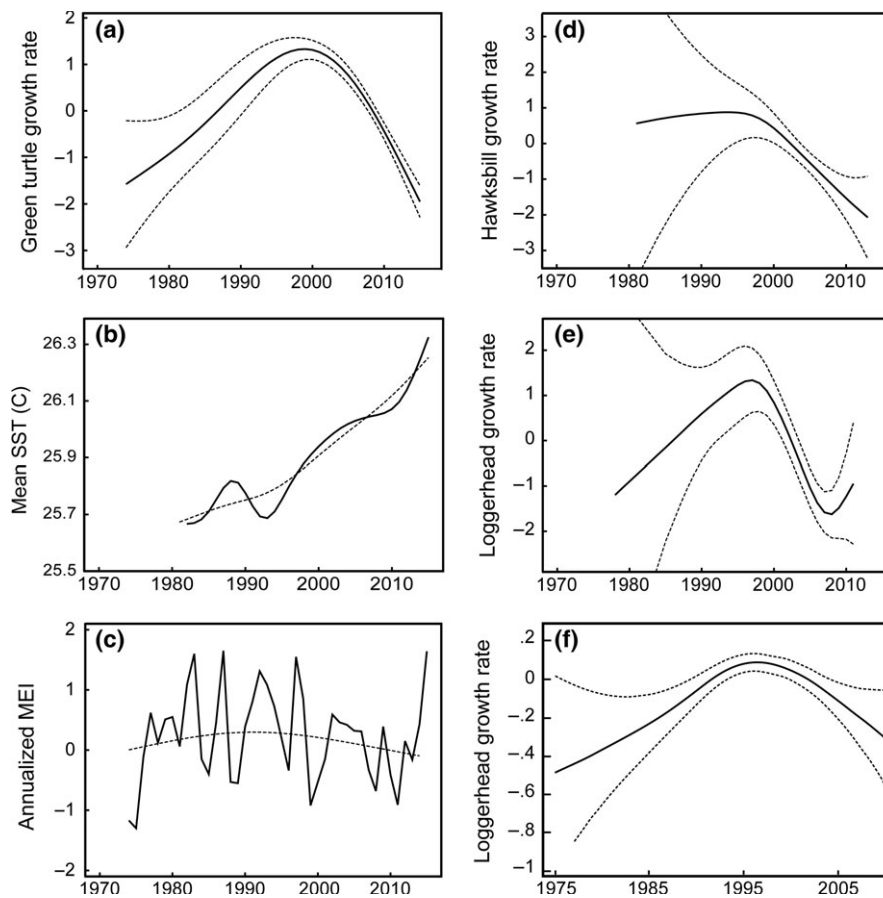 (a)
Green turtle growth rate
2
1
0
–1
–2
–3
1970 1980 1990 2000 2010
(b)
Mean SST (C)
26.3
26.1
25.9
25.7
25.5
1970 1980 1990 2000 2010
(c)
Annualized MEI
2
1
0
–1
–2
1970 1980 1990 2000 2010
(d)
Hawksbill growth rate
3
2
1
0
–1
–2
–3
1970 1980 1990 2000 2010
(e)
Loggerhead growth rate
2
1
0
–1
–2
1970 1980 1990 2000 2010
(f)
Loggerhead growth rate
.2
0
–.2
–.4
–.6
–.8
–1
1975 1985 1995 2005